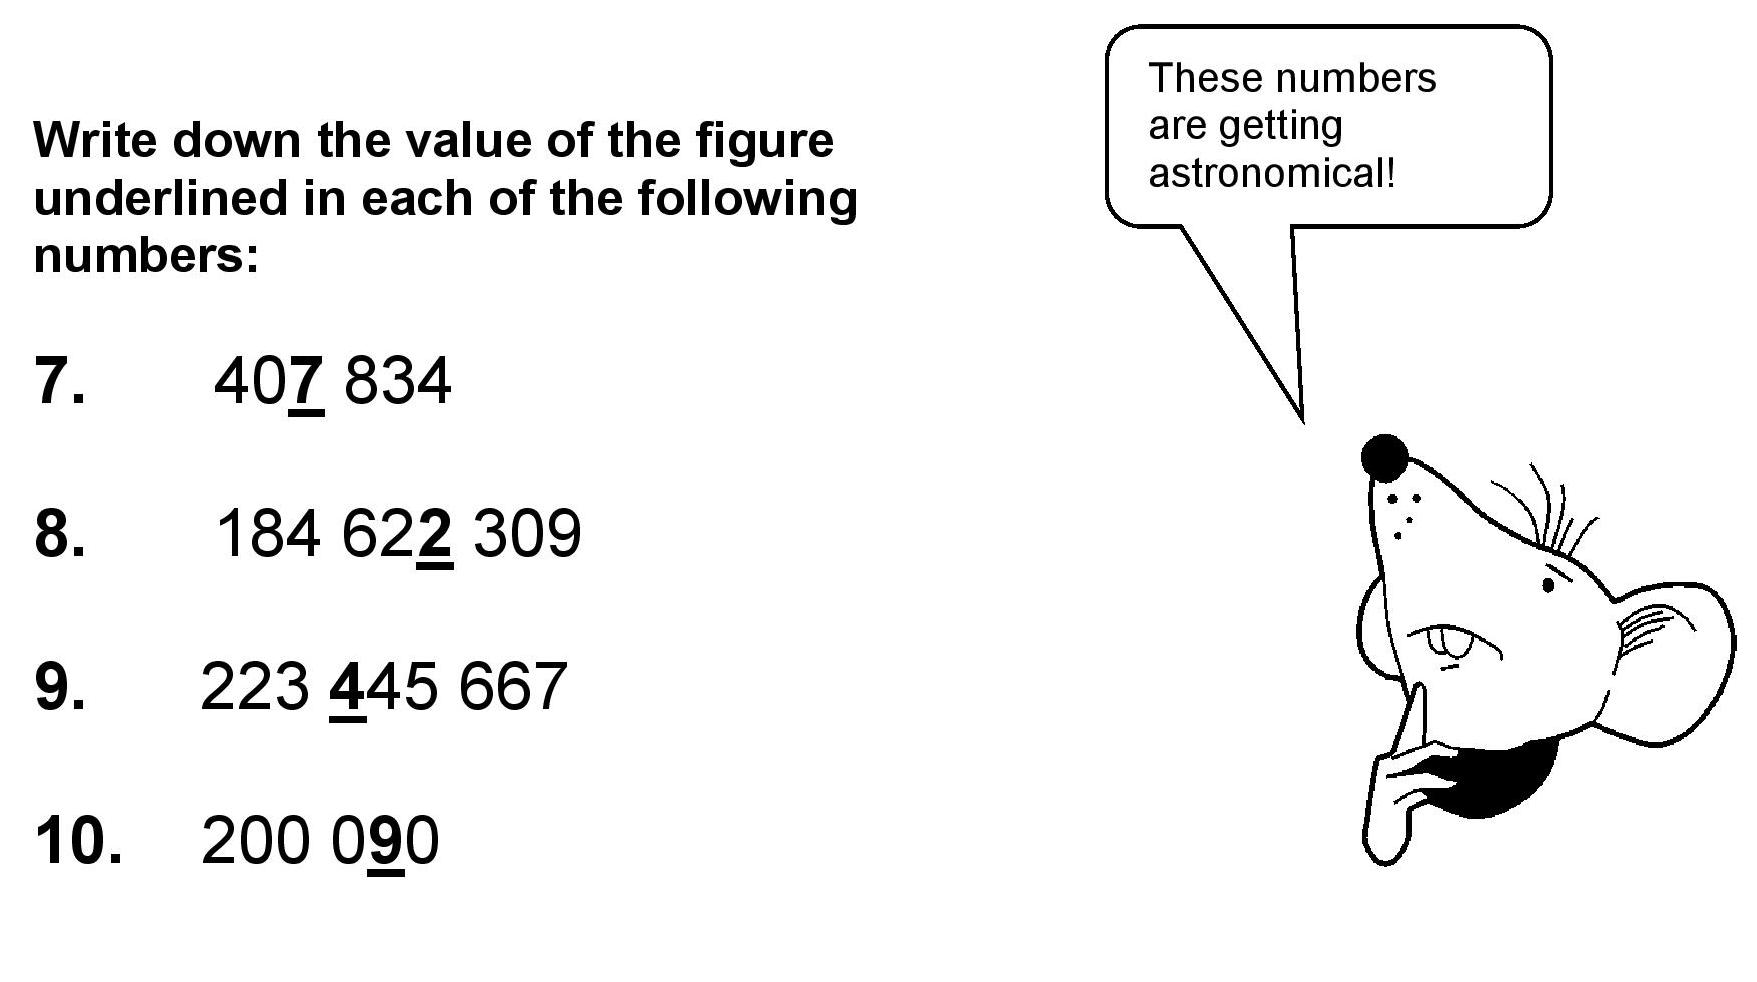 These numbers
are getting
astronomical!
Write down the value of the figure
underlined in each of the following
numbers:
7. 407 834
8. 184 622 309
9. 223 445 667
10. 200 090